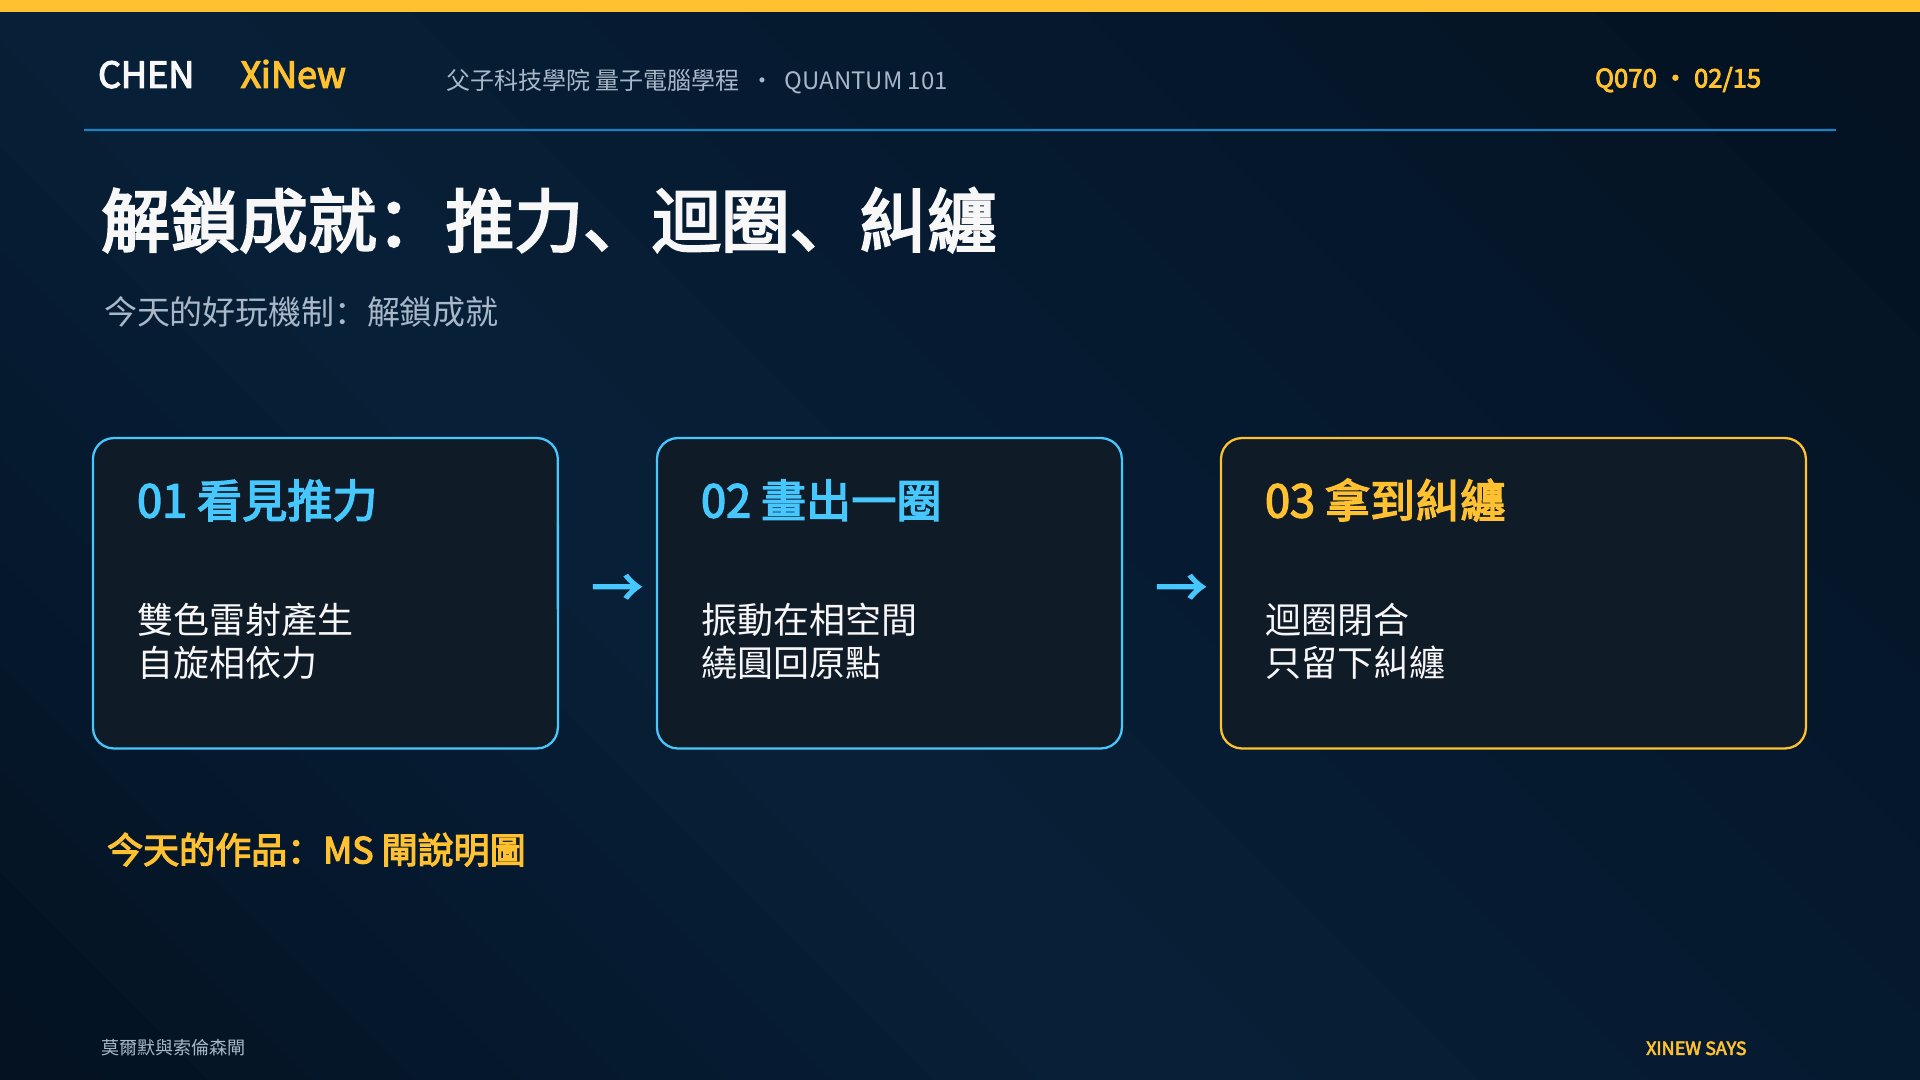 CHEN XiNew 父子科技學院 量子電腦學程 · QUANTUM 101
Q070 · 02/15
解鎖成就：推力、迴圈、糾纏
今天的好玩機制：解鎖成就
01 看見推力
雙色雷射產生
自旋相依力
→
02 畫出一圈
振動在相空間
繞圓回原點
→
03 拿到糾纏
迴圈閉合
只留下糾纏
今天的作品：MS 閘說明圖
莫爾默與索倫森閘
XINEW SAYS